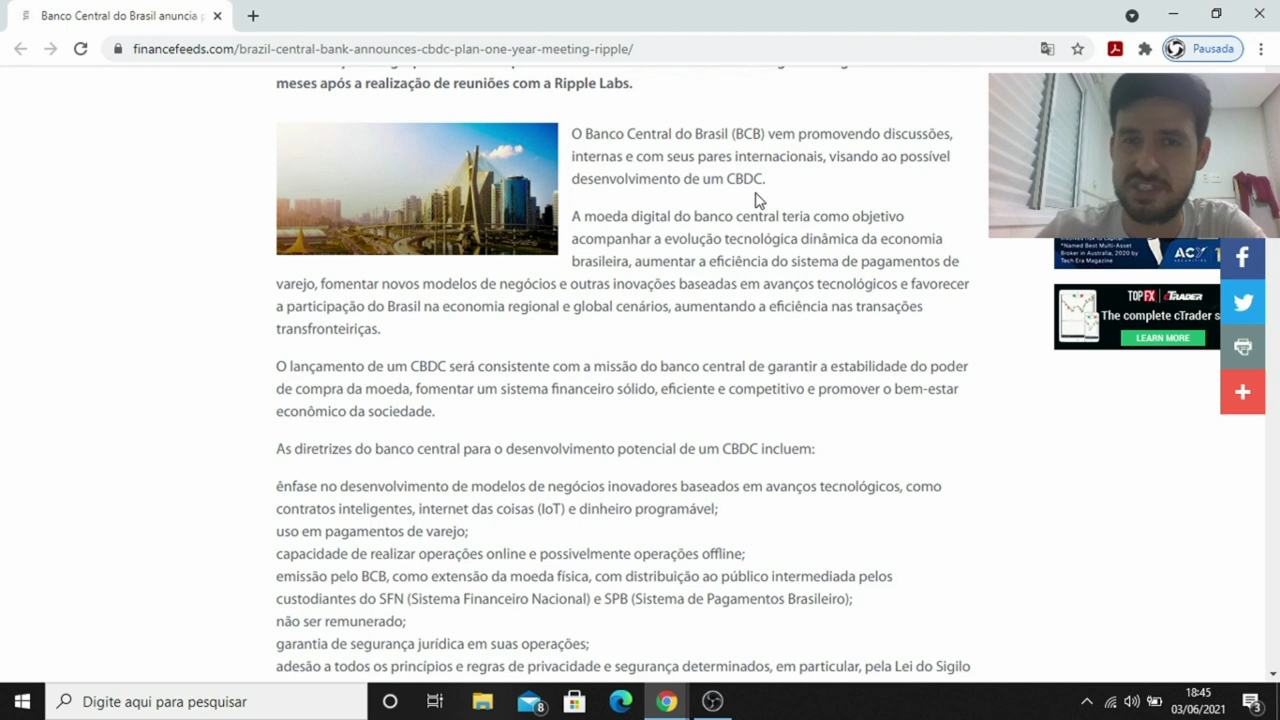 Banco Central do Brasil anuncia
financefeeds.com/brazil-central-bank-announces-cbdc-plan-one-year-meeting-ripple/
Pausada
meses após a realização de reuniões com a Ripple Labs.
O Banco Central do Brasil (BCB) vem promovendo discussões,
internas e com seus pares internacionais, visando ao possível
desenvolvimento de um CBDC.
A moeda digital do banco central teria como objetivo
acompanhar a evolução tecnológica dinâmica da economia
brasileira, aumentar a eficiência do sistema de pagamentos de
varejo, fomentar novos modelos de negócios e outras inovações baseadas em avanços tecnológicos e favorecer
a participação do Brasil na economia regional e global cenários, aumentando a eficiência nas transações
transfronteiriças.
*Named Best Multi-Asset
Broker in Australia, 2020 by
Tech Era Magazine
ACY
SECURITIES
TOPFX cTRADER
The complete cTrader s
LEARN MORE
O lançamento de um CBDC será consistente com a missão do banco central de garantir a estabilidade do poder
de compra da moeda, fomentar um sistema financeiro sólido, eficiente e competitivo e promover o bem-estar
econômico da sociedade.
As diretrizes do banco central para o desenvolvimento potencial de um CBDC incluem:
ênfase no desenvolvimento de modelos de negócios inovadores baseados em avanços tecnológicos, como
contratos inteligentes, internet das coisas (IoT) e dinheiro programável;
uso em pagamentos de varejo;
capacidade de realizar operações online e possivelmente operações offline;
emissão pelo BCB, como extensão da moeda física, com distribuição ao público intermediada pelos
custodiantes do SFN (Sistema Financeiro Nacional) e SPB (Sistema de Pagamentos Brasileiro);
não ser remunerado;
garantia de segurança jurídica em suas operações;
adesão a todos os princípios e regras de privacidade e segurança determinados, em particular, pela Lei do Sigilo
Digite aqui para pesquisar
8
18:45
03/06/2021
3